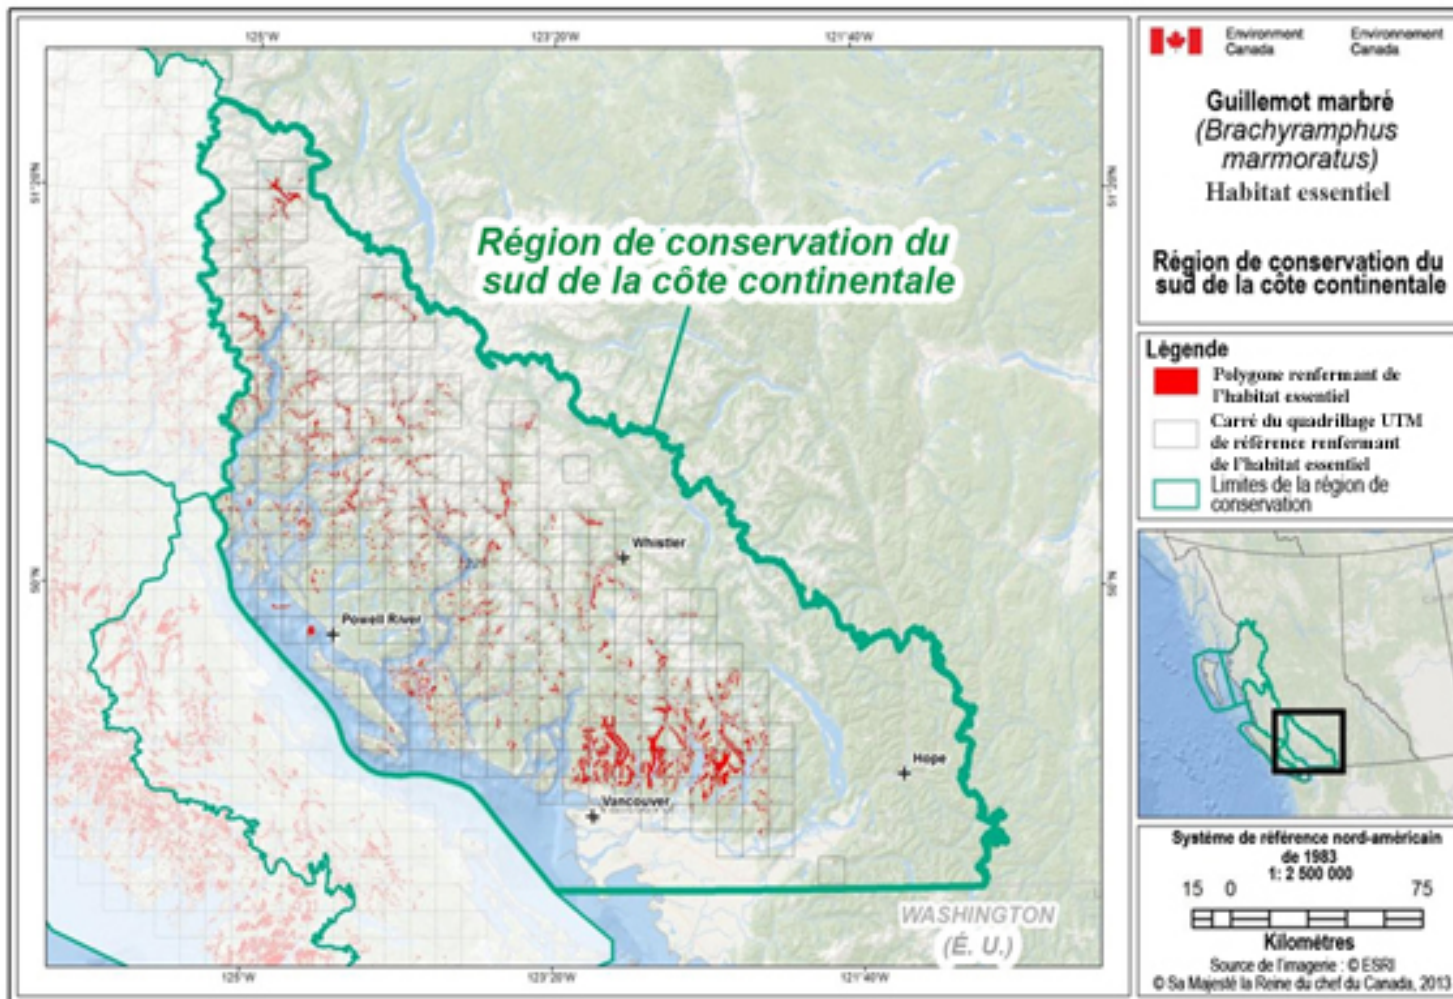 125°W
123°20'W
121°40'W
51°20'N
51°20'N
Région de conservation du
sud de la côte continentale
Whistler
50°N
50°N
Powell River
Hope
Vancouver
WASHINGTON
(É. U.)
125°W
123°20'W
121°40'W
Environment
Canada
Environnement
Canada
Guillemot marbré
(Brachyramphus
marmoratus)
Habitat essentiel
Région de conservation du
sud de la côte continentale
Légende
Polygone renfermant de
l'habitat essentiel
Carré du quadrillage UTM
de référence renfermant
de l'habitat essentiel
Limites de la région de
conservation
Système de référence nord-américain
de 1983
1: 2 500 000
15 0 75
Kilomètres
Source de l'imagerie : © ESRI
© Sa Majesté la Reine du chef du Canada, 2013